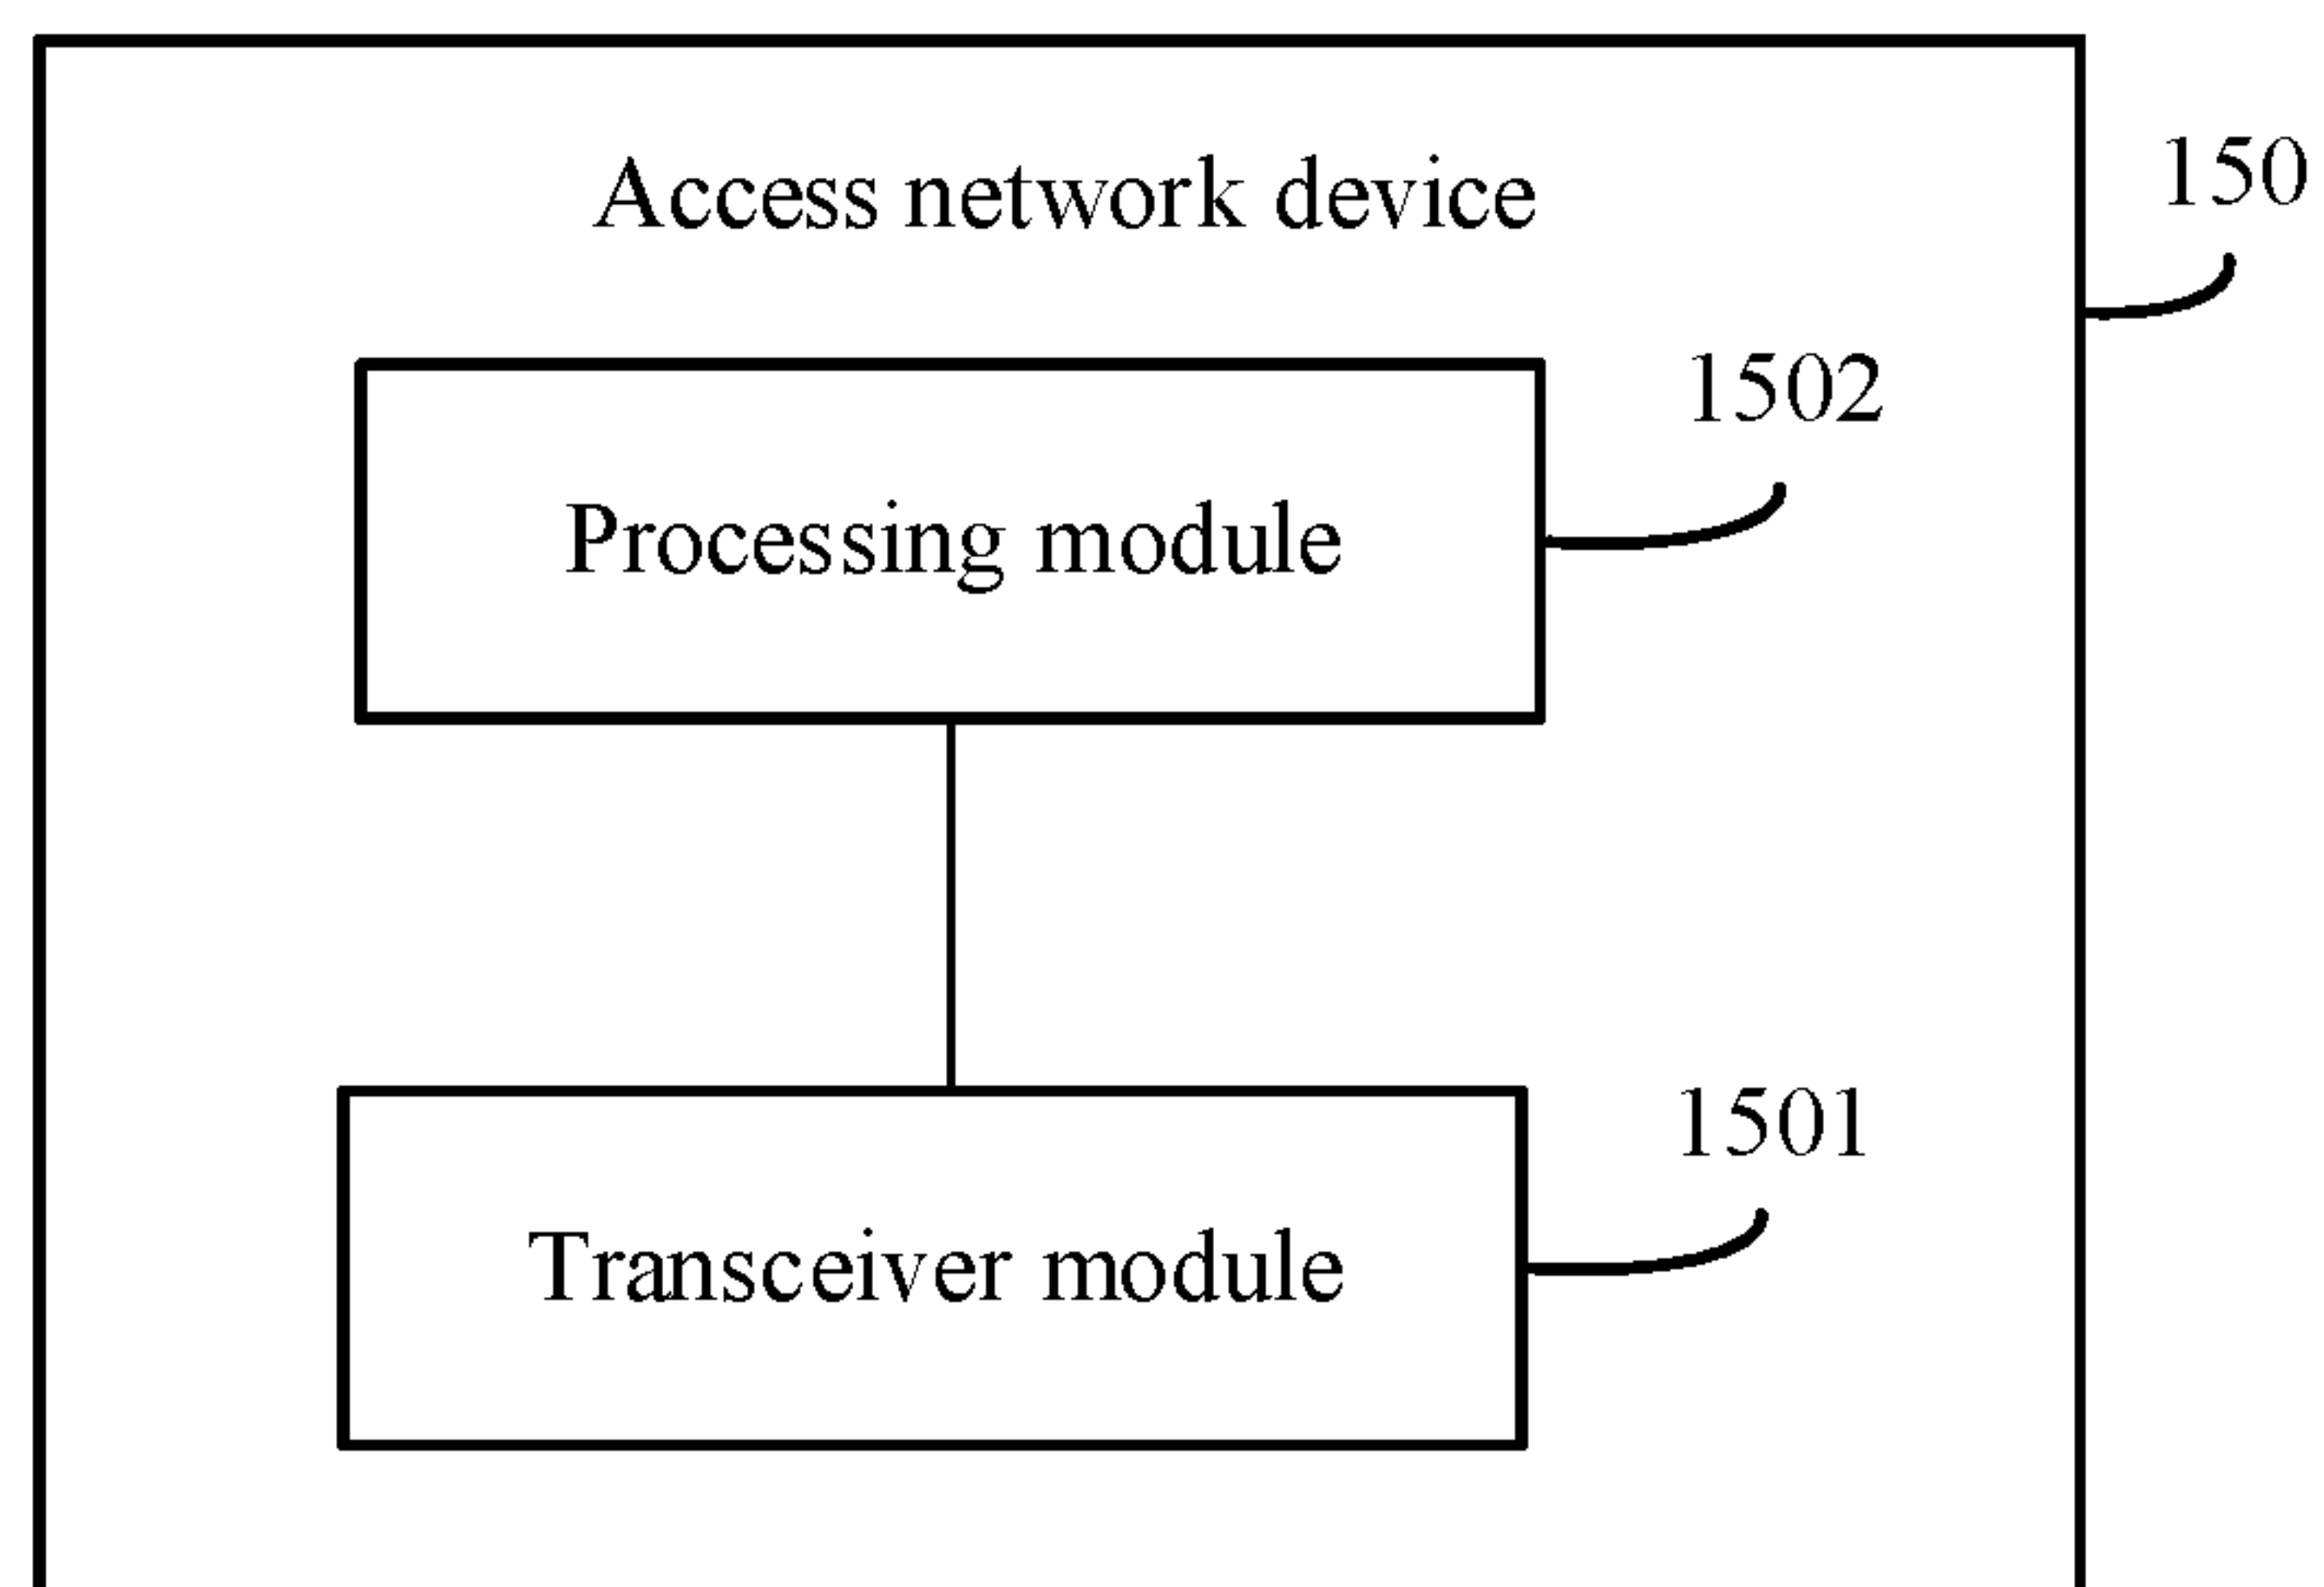 Access network device
150
1502
Processing module
1501
Transceiver module